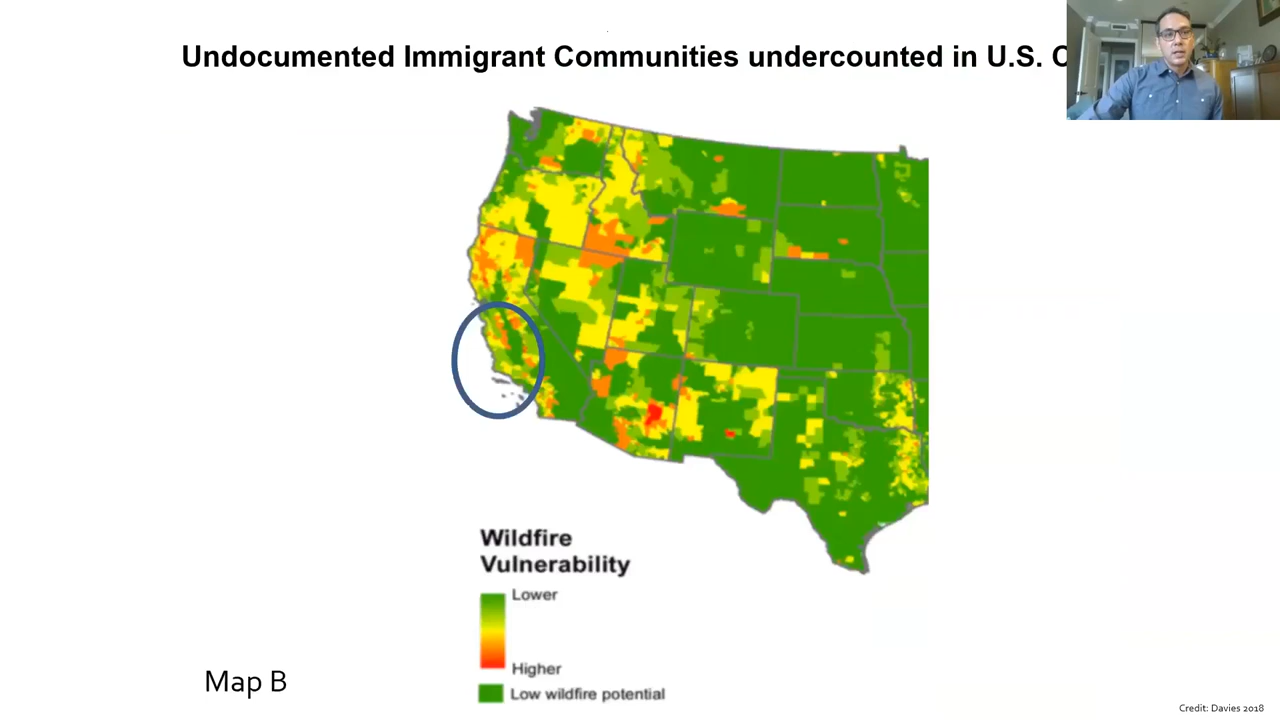 Undocumented Immigrant Communities undercounted in U.S.
Wildfire
Vulnerability
Lower
Higher
Low wildfire potential
Map B
Credit: Davies 2018